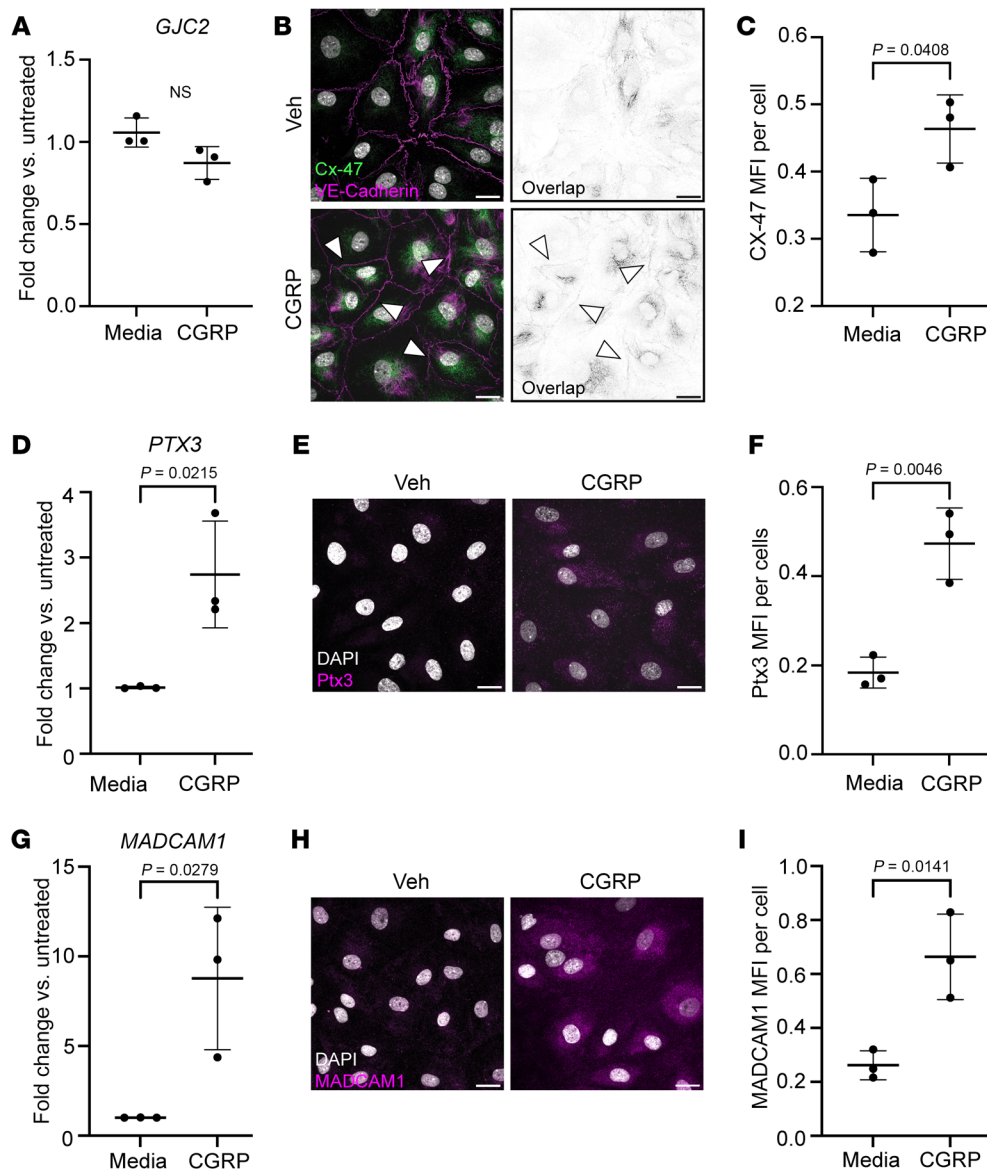 A
GJC2
Fold change vs. untreated
1.5
1.0
0.5
0.0
NS
Media
CGRP
B
Veh
Cx-47
VE-Cadherin
Overlap
CGRP
Overlap
C
CX-47 MFI per cell
0.6
0.5
0.4
0.3
0.2
P = 0.0408
Media
CGRP
D
PTX3
Fold change vs. untreated
P = 0.0215
4
3
2
1
0
Media
CGRP
E
Veh
CGRP
DAPI
Ptx3
F
Ptx3 MFI per cells
P = 0.0046
0.6
0.4
0.2
0.0
Media
CGRP
G
MADCAM1
Fold change vs. untreated
P = 0.0279
15
10
5
0
Media
CGRP
H
Veh
CGRP
DAPI
MADCAM1
I
MADCAM1 MFI per cell
P = 0.0141
1.0
0.8
0.6
0.4
0.2
0.0
Media
CGRP